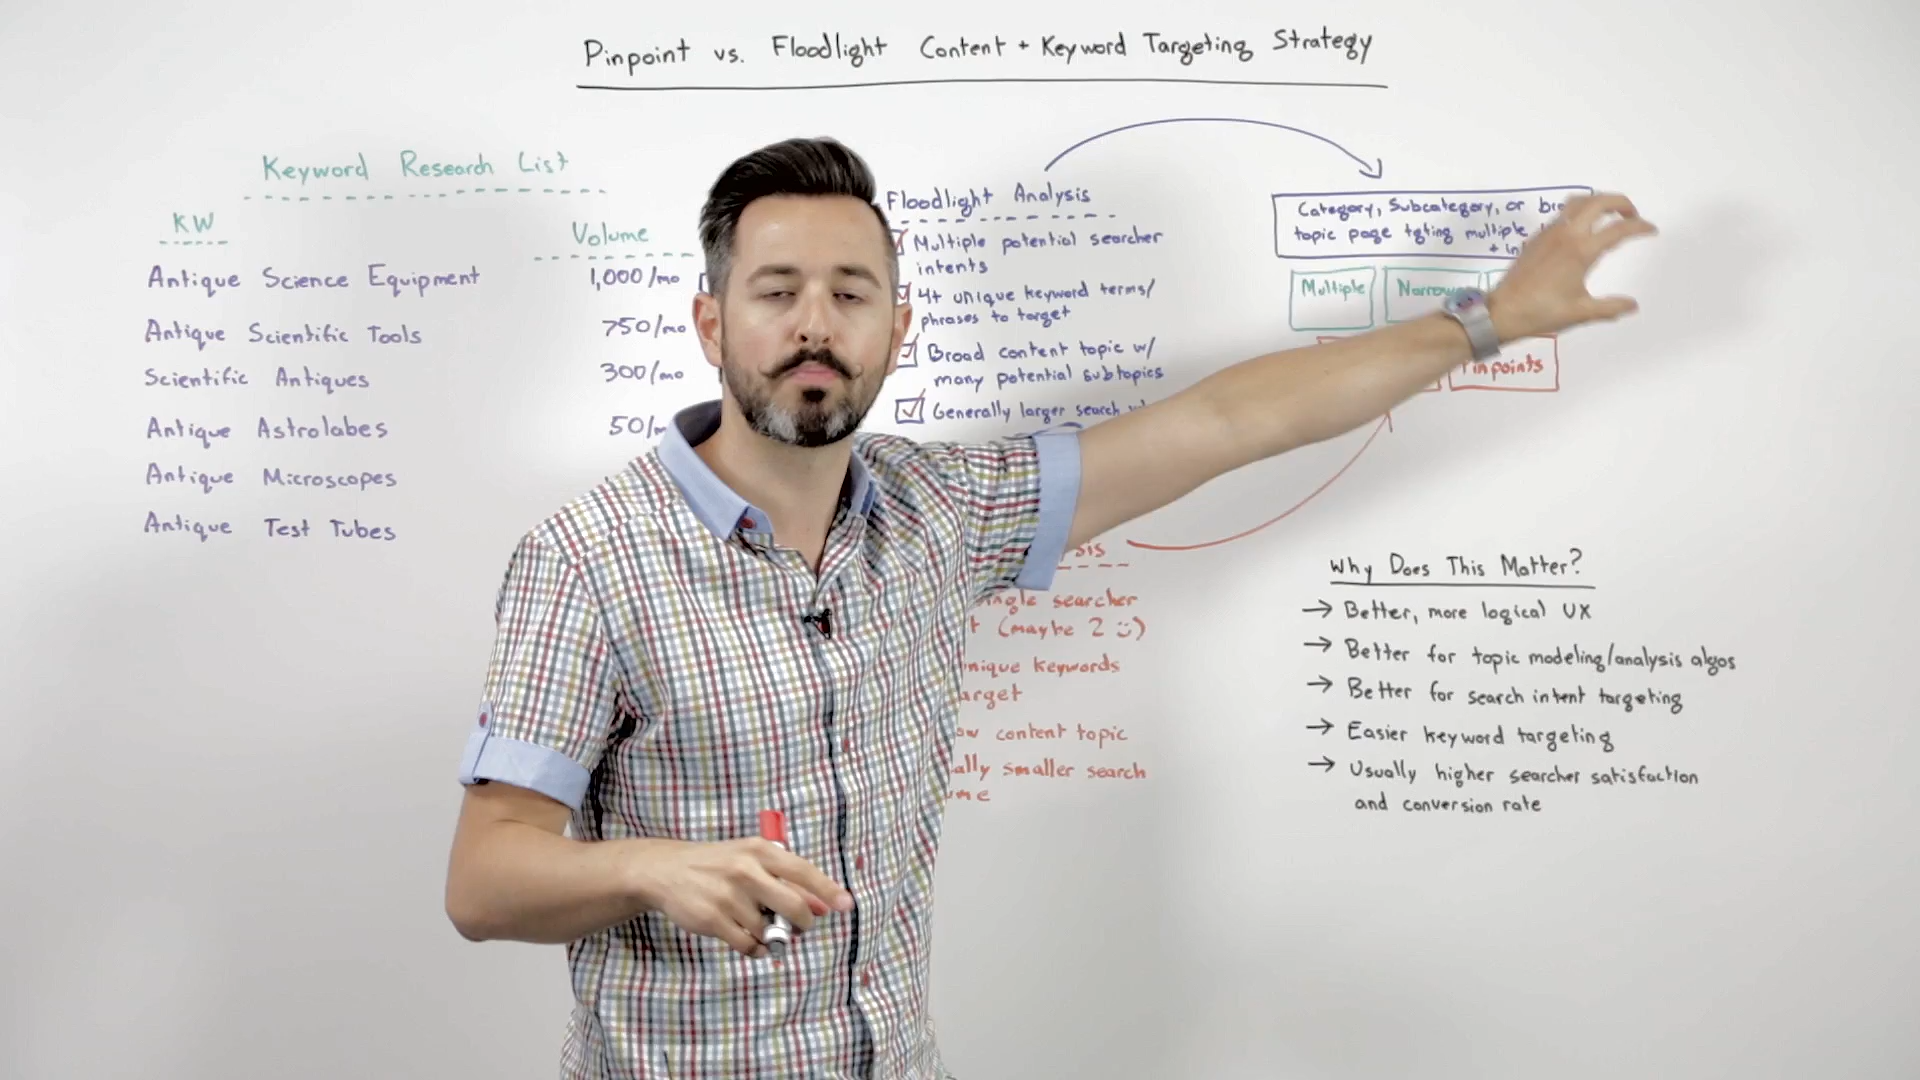 Pinpoint vs. Floodlight Content + Keyword Targeting Strategy
Keyword Research List
KW
Volume
Antique Science Equipment 1,000/mo
Antique Scientific Tools 750/mo
Scientific Antiques 300/mo
Antique Astrolabes 50/m
Antique Microscopes
Antique Test Tubes
Floodlight Analysis
Multiple potential searcher
intents
4+ unique keyword terms/
phrases to target
Broad content topic w/
many potential subtopics
Generally larger search
Category, Subcategory, or
topic page tgting multiple
+
Multiple
Narrow
Pinpoints
searcher
(maybe 2 :))
unique keywords
content topic
smaller search
Why Does This Matter?
→ Better, more logical UX
→ Better for topic modeling/analysis algos
→ Better for search intent targeting
→ Easier keyword targeting
→ Usually higher searcher satisfaction
and conversion rate